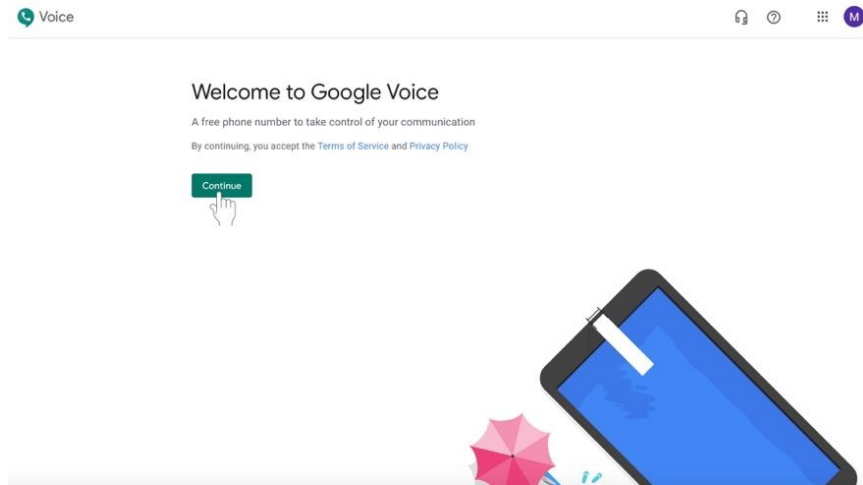 Voice
M
Welcome to Google Voice
A free phone number to take control of your communication
By continuing, you accept the Terms of Service and Privacy Policy
Continue